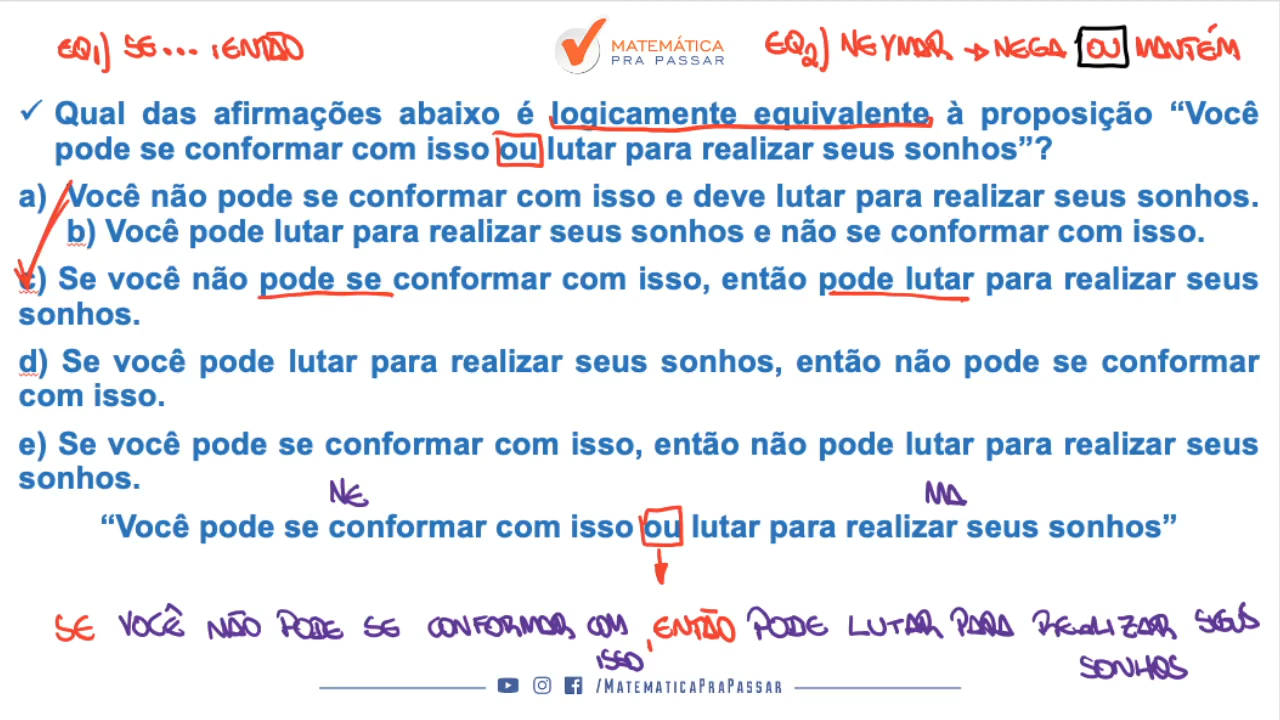 EQ1) SE... , ENTÃO
MATEMÁTICA
PRA PASSAR
EQ2) NEYMAR → NEGA OU MANTÉM
✓ Qual das afirmações abaixo é logicamente equivalente à proposição “Você
pode se conformar com isso ou lutar para realizar seus sonhos”?
a) Você não pode se conformar com isso e deve lutar para realizar seus sonhos.
b) Você pode lutar para realizar seus sonhos e não se conformar com isso.
c) Se você não pode se conformar com isso, então pode lutar para realizar seus
sonhos.
d) Se você pode lutar para realizar seus sonhos, então não pode se conformar
com isso.
e) Se você pode se conformar com isso, então não pode lutar para realizar seus
sonhos.
NE MA
“Você pode se conformar com isso ou lutar para realizar seus sonhos”
SE VOCÊ NÃO PODE SE CONFORMAR COM , ENTÃO PODE LUTAR PARA REALIZAR SEUS
ISSO SONHOS
/MATEMATICAPRAPASSAR